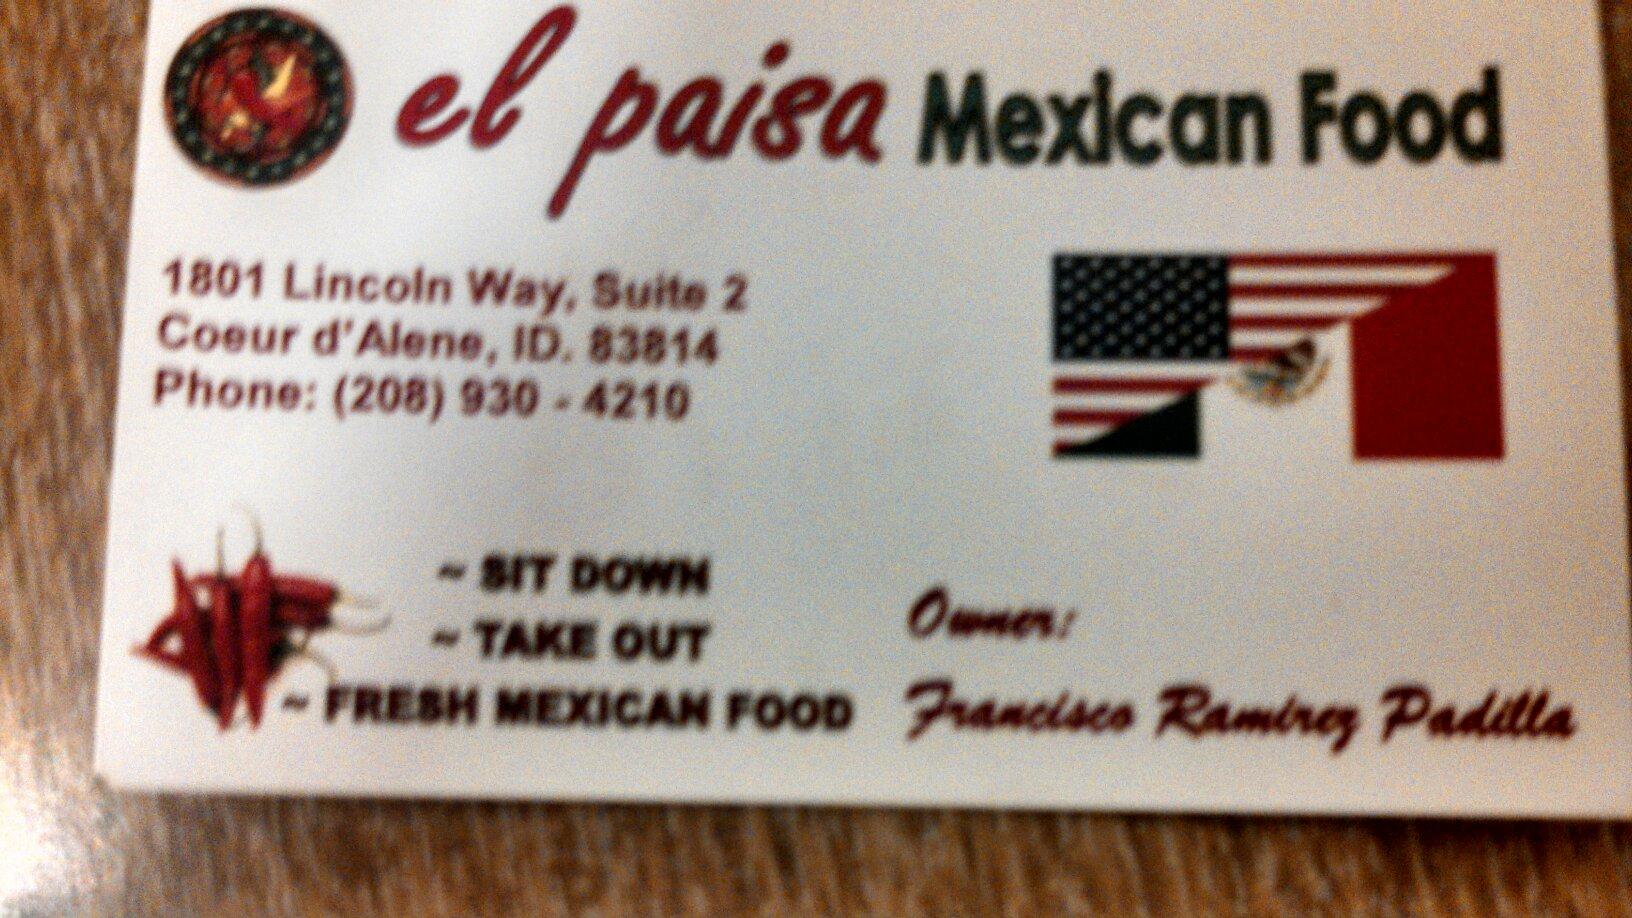 el paisa Mexican Food
1801 Lincoln Way, Suite 2
Coeur d'Alene, ID. 83814
Phone: (208) 930 - 4210
~ SIT DOWN
~ TAKE OUT
~ FRESH MEXICAN FOOD
Owner:
Francisco Ramirez Padilla